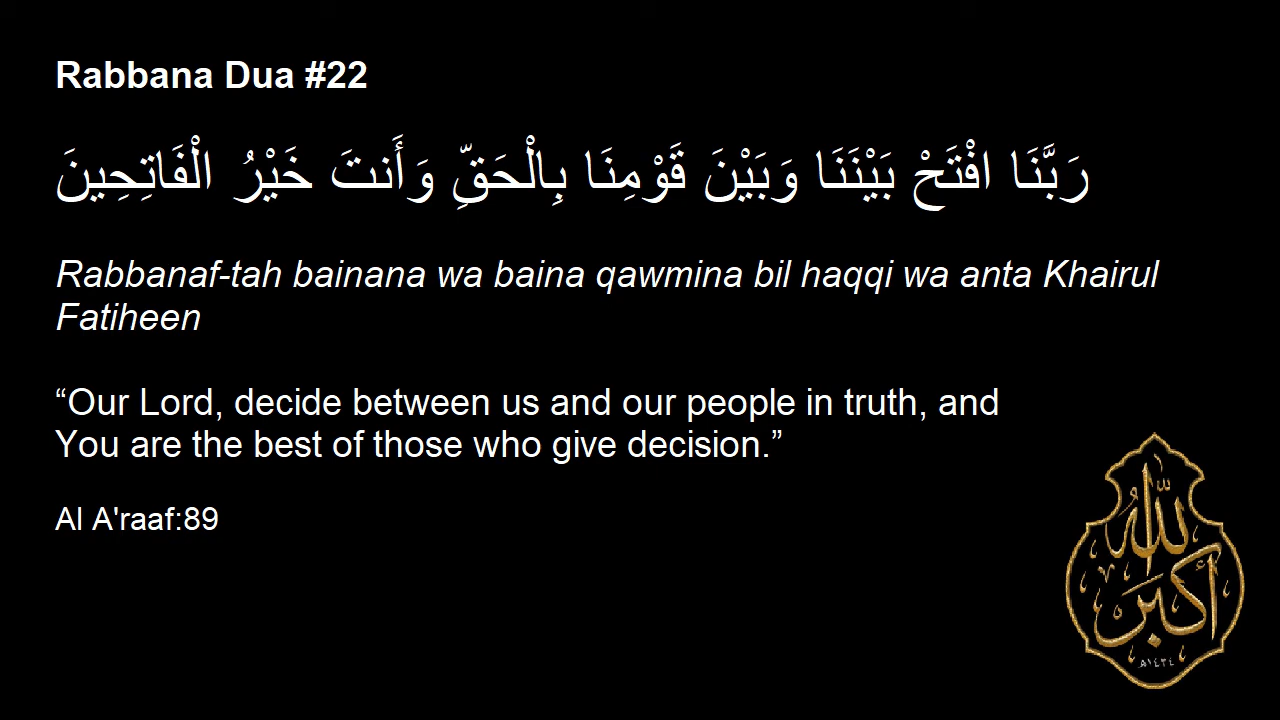 Rabbana Dua #22
رَبَّنَا افْتَحْ بَيْنَنَا وَبَيْنَ قَوْمِنَا بِالْحَقِّ وَأَنتَ خَيْرُ الْفَاتِحِينَ
Rabbanaf-tah bainana wa baina qawmina bil haqqi wa anta Khairul
Fatiheen
“Our Lord, decide between us and our people in truth, and
You are the best of those who give decision.”
Al A'raaf:89
الله
أكبر
١٤٣٤هـ